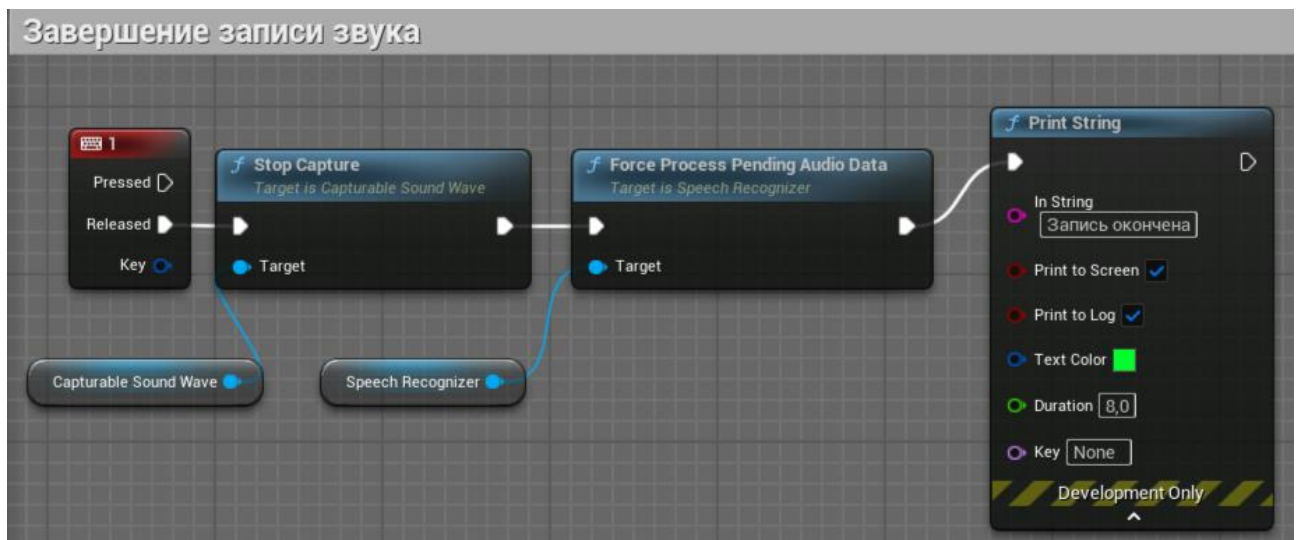 Завершение записи звука
1
Pressed
Released
Key
f Stop Capture
Target is Capturable Sound Wave
Target
f Force Process Pending Audio Data
Target is Speech Recognizer
Target
Capturable Sound Wave
Speech Recognizer
f Print String
In String
Запись окончена
Print to Screen
Print to Log
Text Color
Duration 8,0
Key None
Development Only